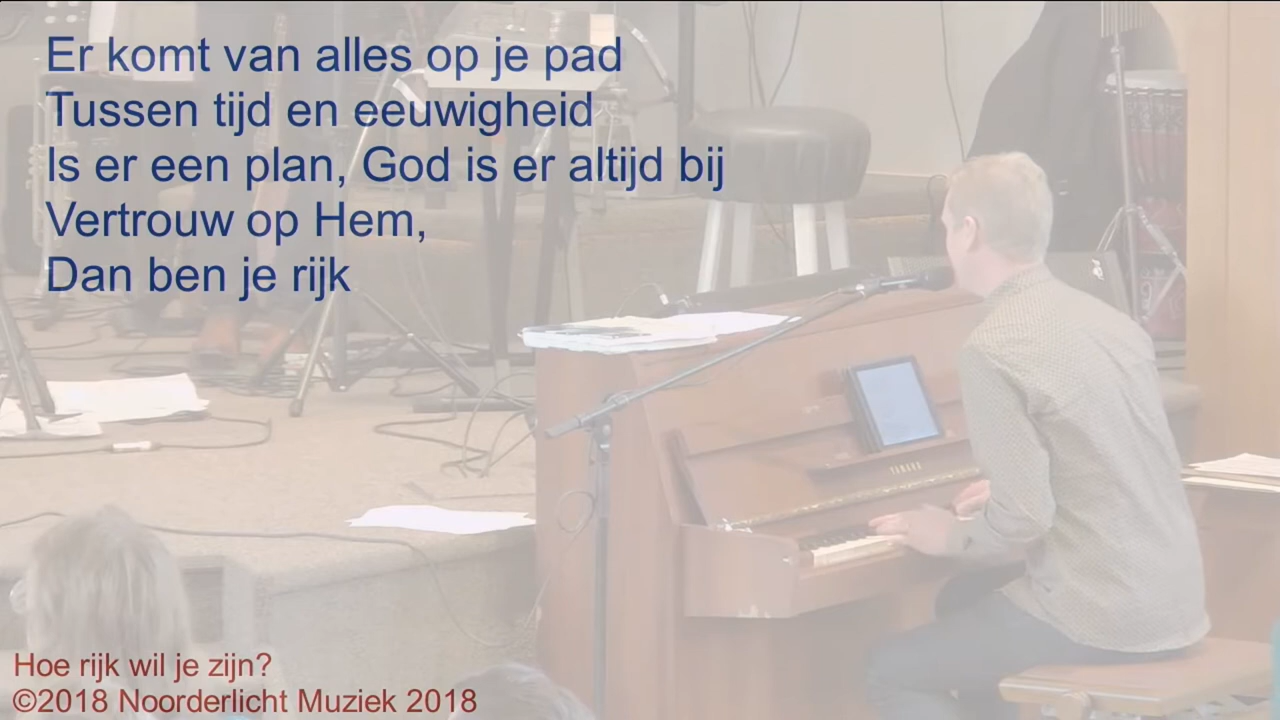 Er komt van alles op je pad
Tussen tijd en eeuwigheid
Is er een plan, God is er altijd bij
Vertrouw op Hem,
Dan ben je rijk
YAMAHA
Hoe rijk wil je zijn?
©2018 Noorderlicht Muziek 2018